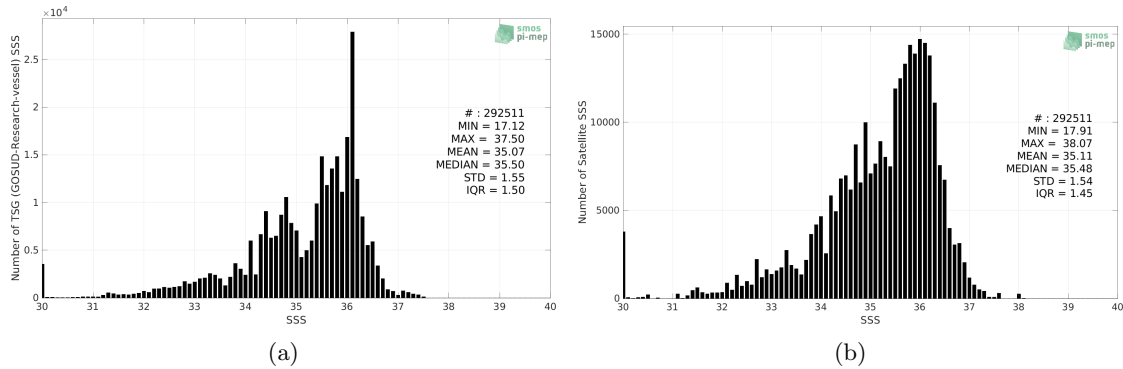 ×10⁴
2.5
2
1.5
1
0.5
0
Number of TSG (GOSUD-Research-vessel) SSS
smos
pi-mep
# : 292511
MIN = 17.12
MAX = 37.50
MEAN = 35.07
MEDIAN = 35.50
STD = 1.55
IQR = 1.50
30 31 32 33 34 35 36 37 38 39 40
SSS
(a)
15000
10000
5000
0
Number of Satellite SSS
smos
pi-mep
# : 292511
MIN = 17.91
MAX = 38.07
MEAN = 35.11
MEDIAN = 35.48
STD = 1.54
IQR = 1.45
30 31 32 33 34 35 36 37 38 39 40
SSS
(b)